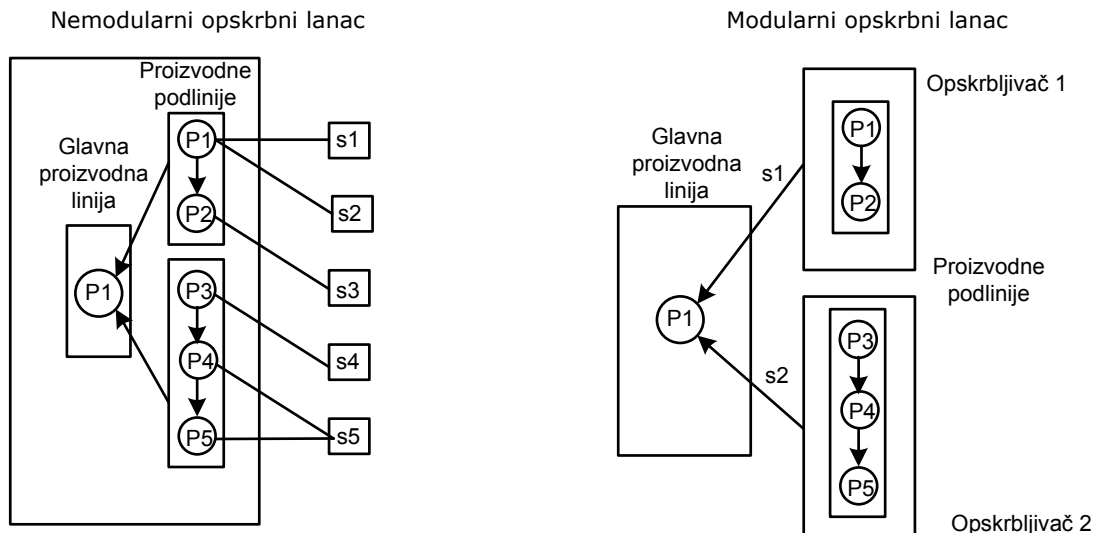 Nemodularni opskrbni lanac
Proizvodne
podlinije
Glavna
proizvodna
linija
P1
P1
P2
P3
P4
P5
s1
s2
s3
s4
s5
Modularni opskrbni lanac
Opskrbljivač 1
Glavna
proizvodna
linija
s1
P1
P2
Proizvodne
podlinije
P1
s2
P3
P4
P5
Opskrbljivač 2